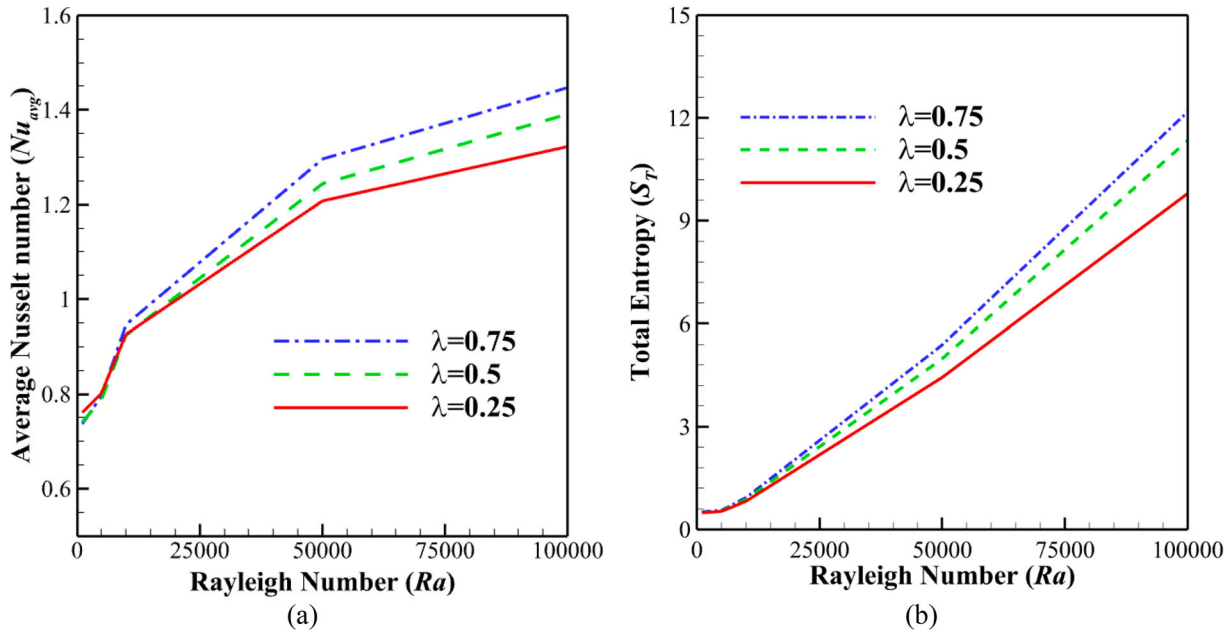 1.6
1.4
1.2
1
0.8
0.6
Average Nusselt number (Nu_avg)
λ=0.75
λ=0.5
λ=0.25
0 25000 50000 75000 100000
Rayleigh Number (Ra)
(a)
15
12
9
6
3
0
Total Entropy (S_T)
λ=0.75
λ=0.5
λ=0.25
0 25000 50000 75000 100000
Rayleigh Number (Ra)
(b)